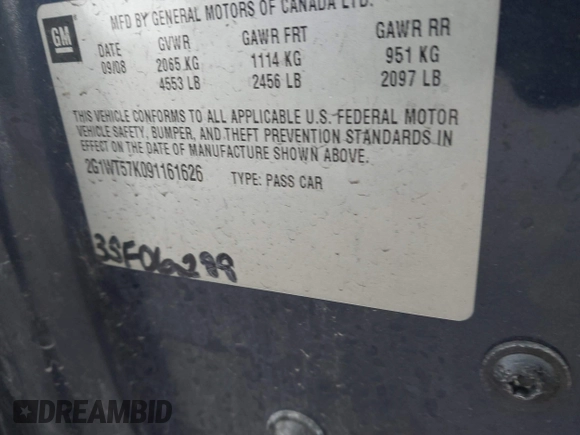 MFD BY GENERAL MOTORS OF CANADA LTD.
GM
DATE GVWR GAWR FRT GAWR RR
09/08 2065 KG 1114 KG 951 KG
4553 LB 2456 LB 2097 LB
THIS VEHICLE CONFORMS TO ALL APPLICABLE U.S. FEDERAL MOTOR
VEHICLE SAFETY, BUMPER, AND THEFT PREVENTION STANDARDS IN
EFFECT ON THE DATE OF MANUFACTURE SHOWN ABOVE.
2G1WT57K091161626 TYPE: PASS CAR
DREAMBID